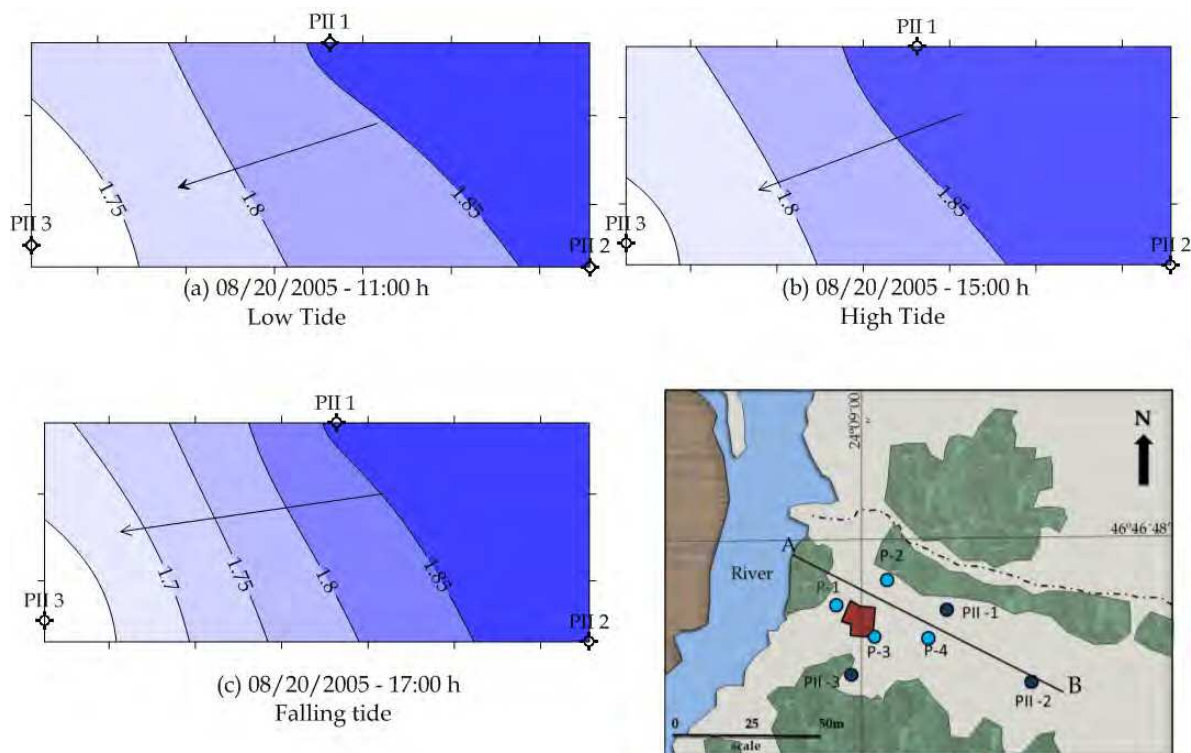 PII 1
1.75
1.8
1.85
PII 3
PII 2
(a) 08/20/2005 - 11:00 h
Low Tide
PII 1
1.8
1.85
PII 3
PII 2
(b) 08/20/2005 - 15:00 h
High Tide
PII 1
1.7
1.75
1.8
1.85
PII 3
PII 2
(c) 08/20/2005 - 17:00 h
Falling tide
24°09'00
N
46°46'48'
A
River
P-1
P-2
PII -1
P-3
P-4
PII -3
PII -2
B
0 25 50m
scale